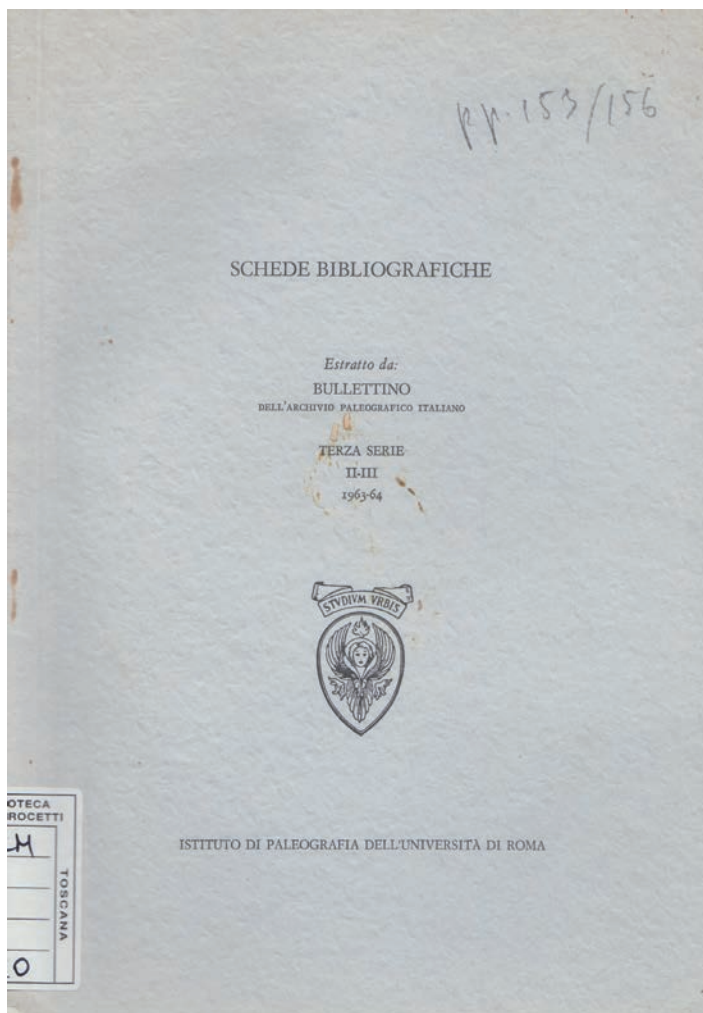 pp. 153/156
SCHEDE BIBLIOGRAFICHE
Estratto da:
BULLETTINO
DELL'ARCHIVIO PALEOGRAFICO ITALIANO
TERZA SERIE
II-III
1963-64
STVDIVM VRBIS
OTECA
ROCETTI
M
TOSCANA
O
ISTITUTO DI PALEOGRAFIA DELL'UNIVERSITÀ DI ROMA